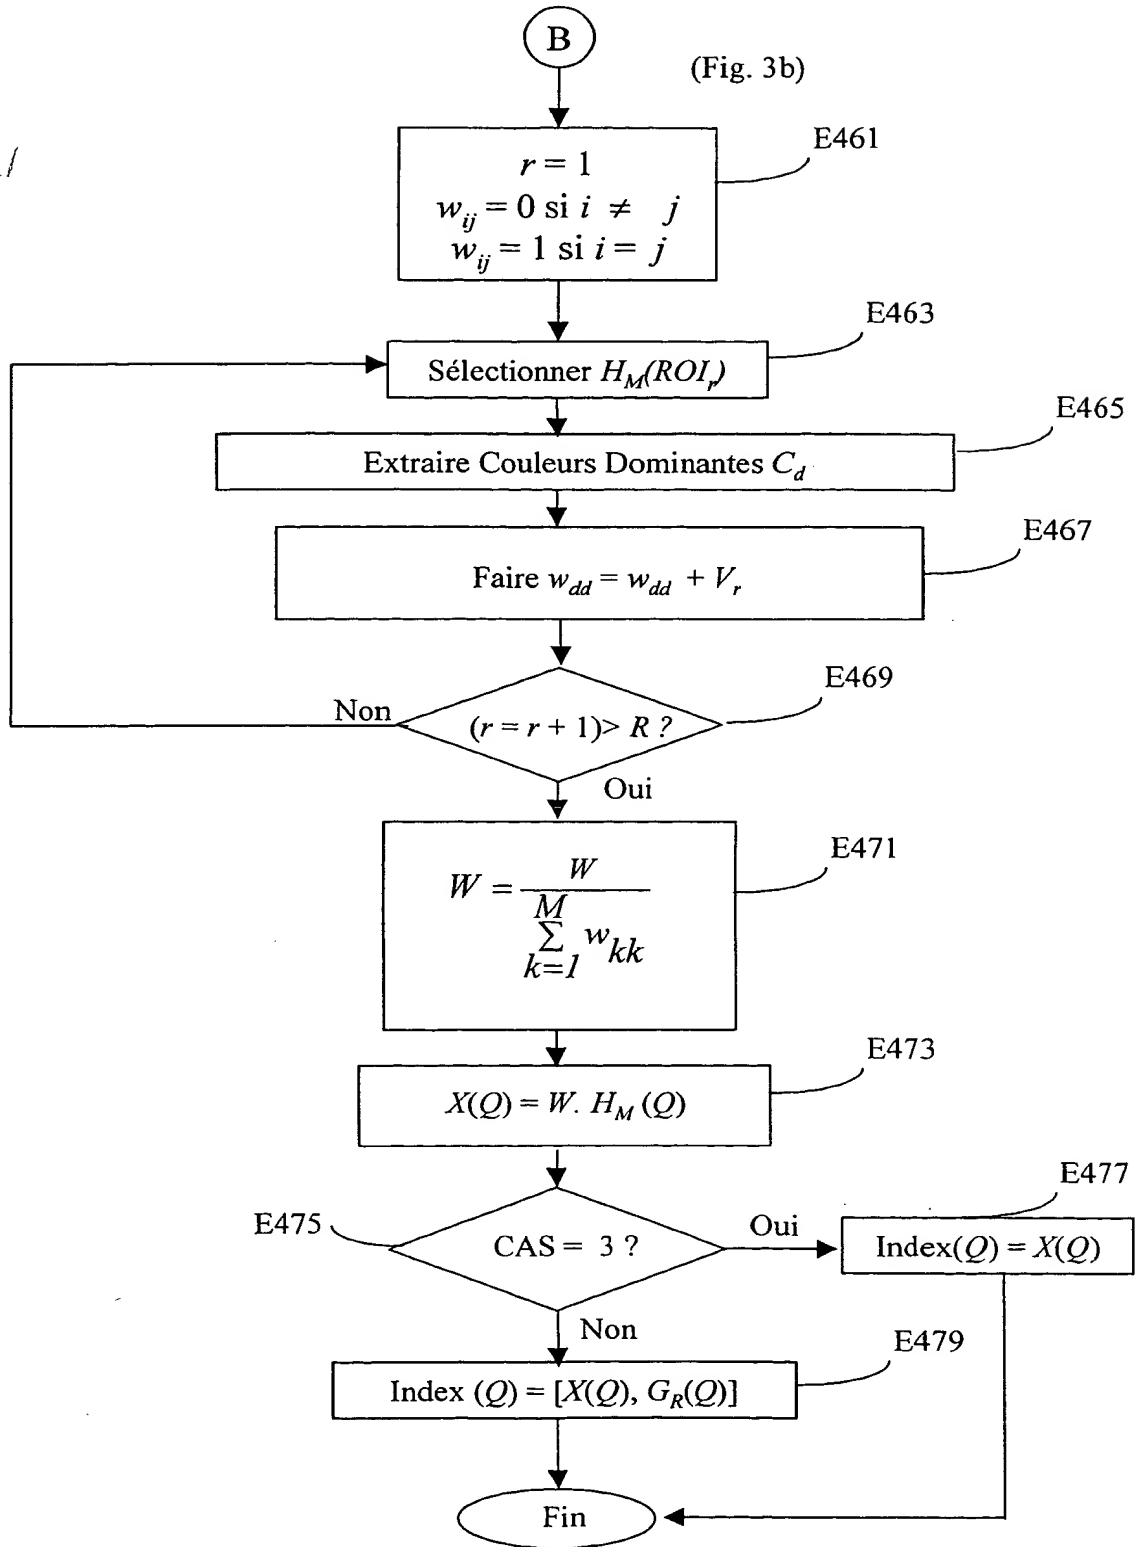 B
(Fig. 3b)
E461
r = 1
w_ij = 0 si i ≠ j
w_ij = 1 si i = j
E463
Sélectionner H_M(ROI_r)
E465
Extraire Couleurs Dominantes C_d
E467
Faire w_dd = w_dd + V_r
E469
Non
(r = r + 1)> R ?
Oui
E471
W = W / M∑k=1 w_kk
E473
X(Q) = W. H_M (Q)
E477
E475
CAS = 3 ?
Oui
Index(Q) = X(Q)
Non
E479
Index (Q) = [X(Q), G_R(Q)]
Fin